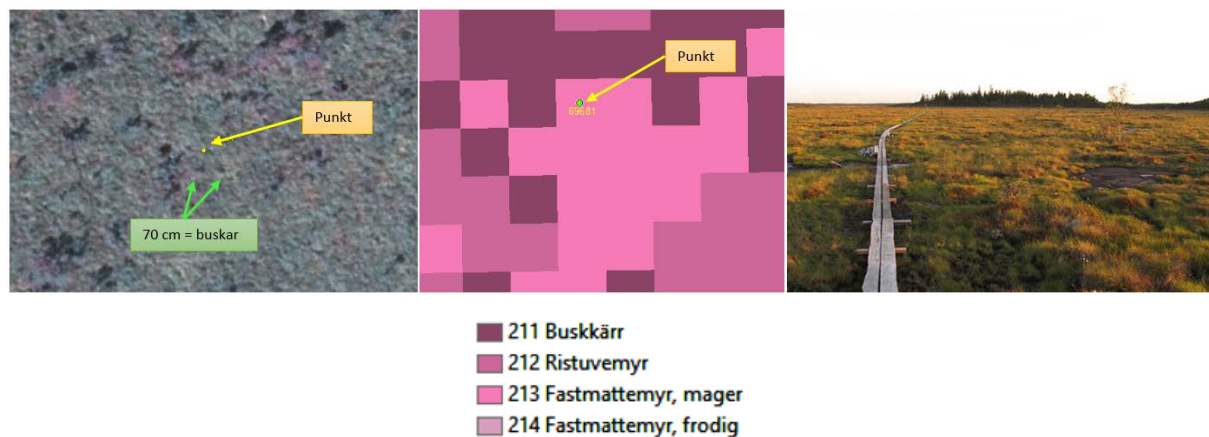 Punkt
70 cm = buskar
Punkt
69681
211 Buskkärr
212 Ristuvemyr
213 Fastmattemyr, mager
214 Fastmattemyr, frodig